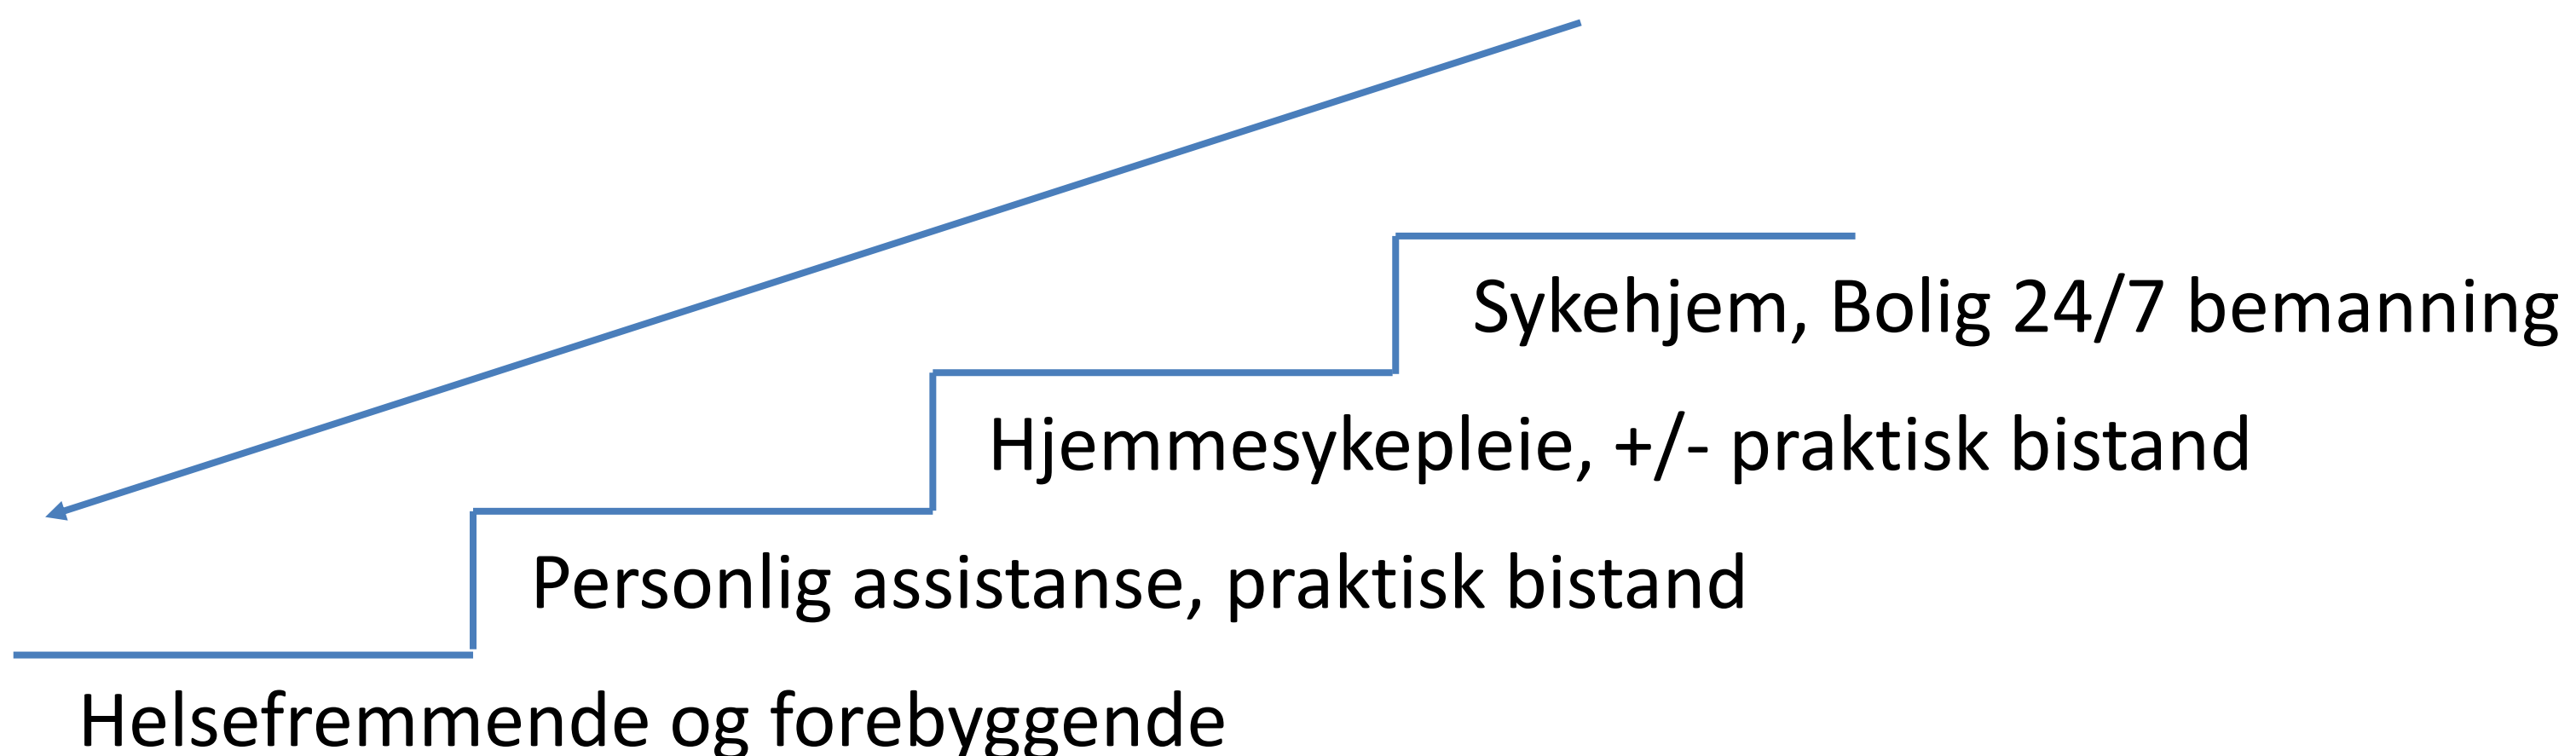 Sykehjem, Bolig 24/7 bemanning
Hjemmesykepleie, +/- praktisk bistand
Personlig assistanse, praktisk bistand
Helsefremmende og forebyggende